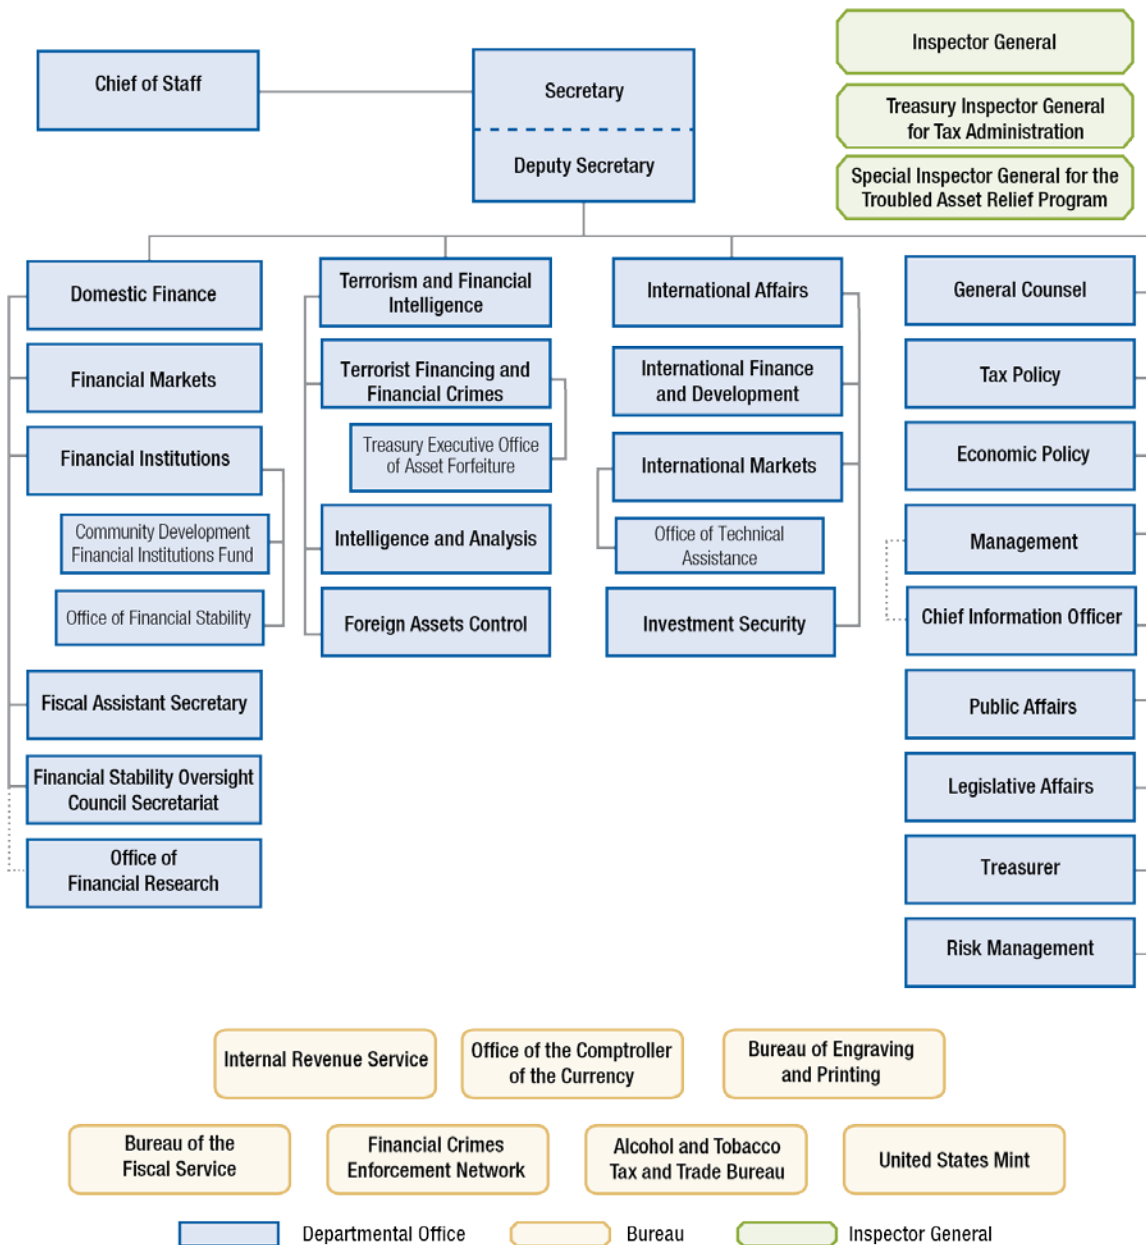 Inspector General
Chief of Staff
Secretary
Deputy Secretary
Treasury Inspector General
for Tax Administration
Special Inspector General for the
Troubled Asset Relief Program
Domestic Finance
Financial Markets
Financial Institutions
Community Development
Financial Institutions Fund
Office of Financial Stability
Fiscal Assistant Secretary
Financial Stability Oversight
Council Secretariat
Office of
Financial Research
Terrorism and Financial
Intelligence
Terrorist Financing and
Financial Crimes
Treasury Executive Office
of Asset Forfeiture
Intelligence and Analysis
Foreign Assets Control
International Affairs
International Finance
and Development
International Markets
Office of Technical
Assistance
Investment Security
General Counsel
Tax Policy
Economic Policy
Management
Chief Information Officer
Public Affairs
Legislative Affairs
Treasurer
Risk Management
Internal Revenue Service
Office of the Comptroller
of the Currency
Bureau of Engraving
and Printing
Bureau of the
Fiscal Service
Financial Crimes
Enforcement Network
Alcohol and Tobacco
Tax and Trade Bureau
United States Mint
Departmental Office
Bureau
Inspector General